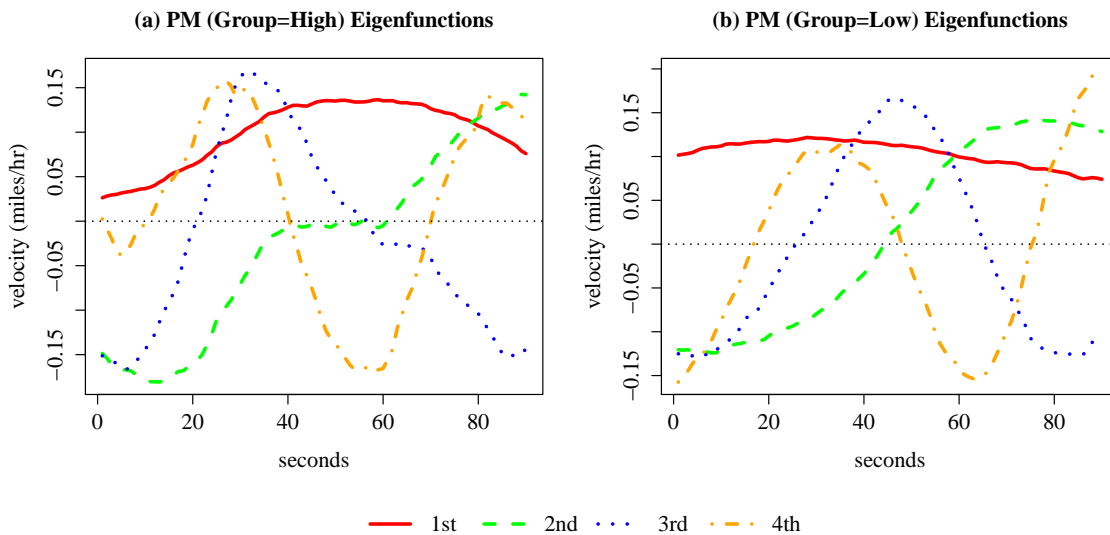 (a) PM (Group=High) Eigenfunctions
0.15
0.05
−0.05
−0.15
velocity (miles/hr)
0 20 40 60 80
seconds
(b) PM (Group=Low) Eigenfunctions
0.15
0.05
−0.05
−0.15
velocity (miles/hr)
0 20 40 60 80
seconds
1st 2nd 3rd 4th